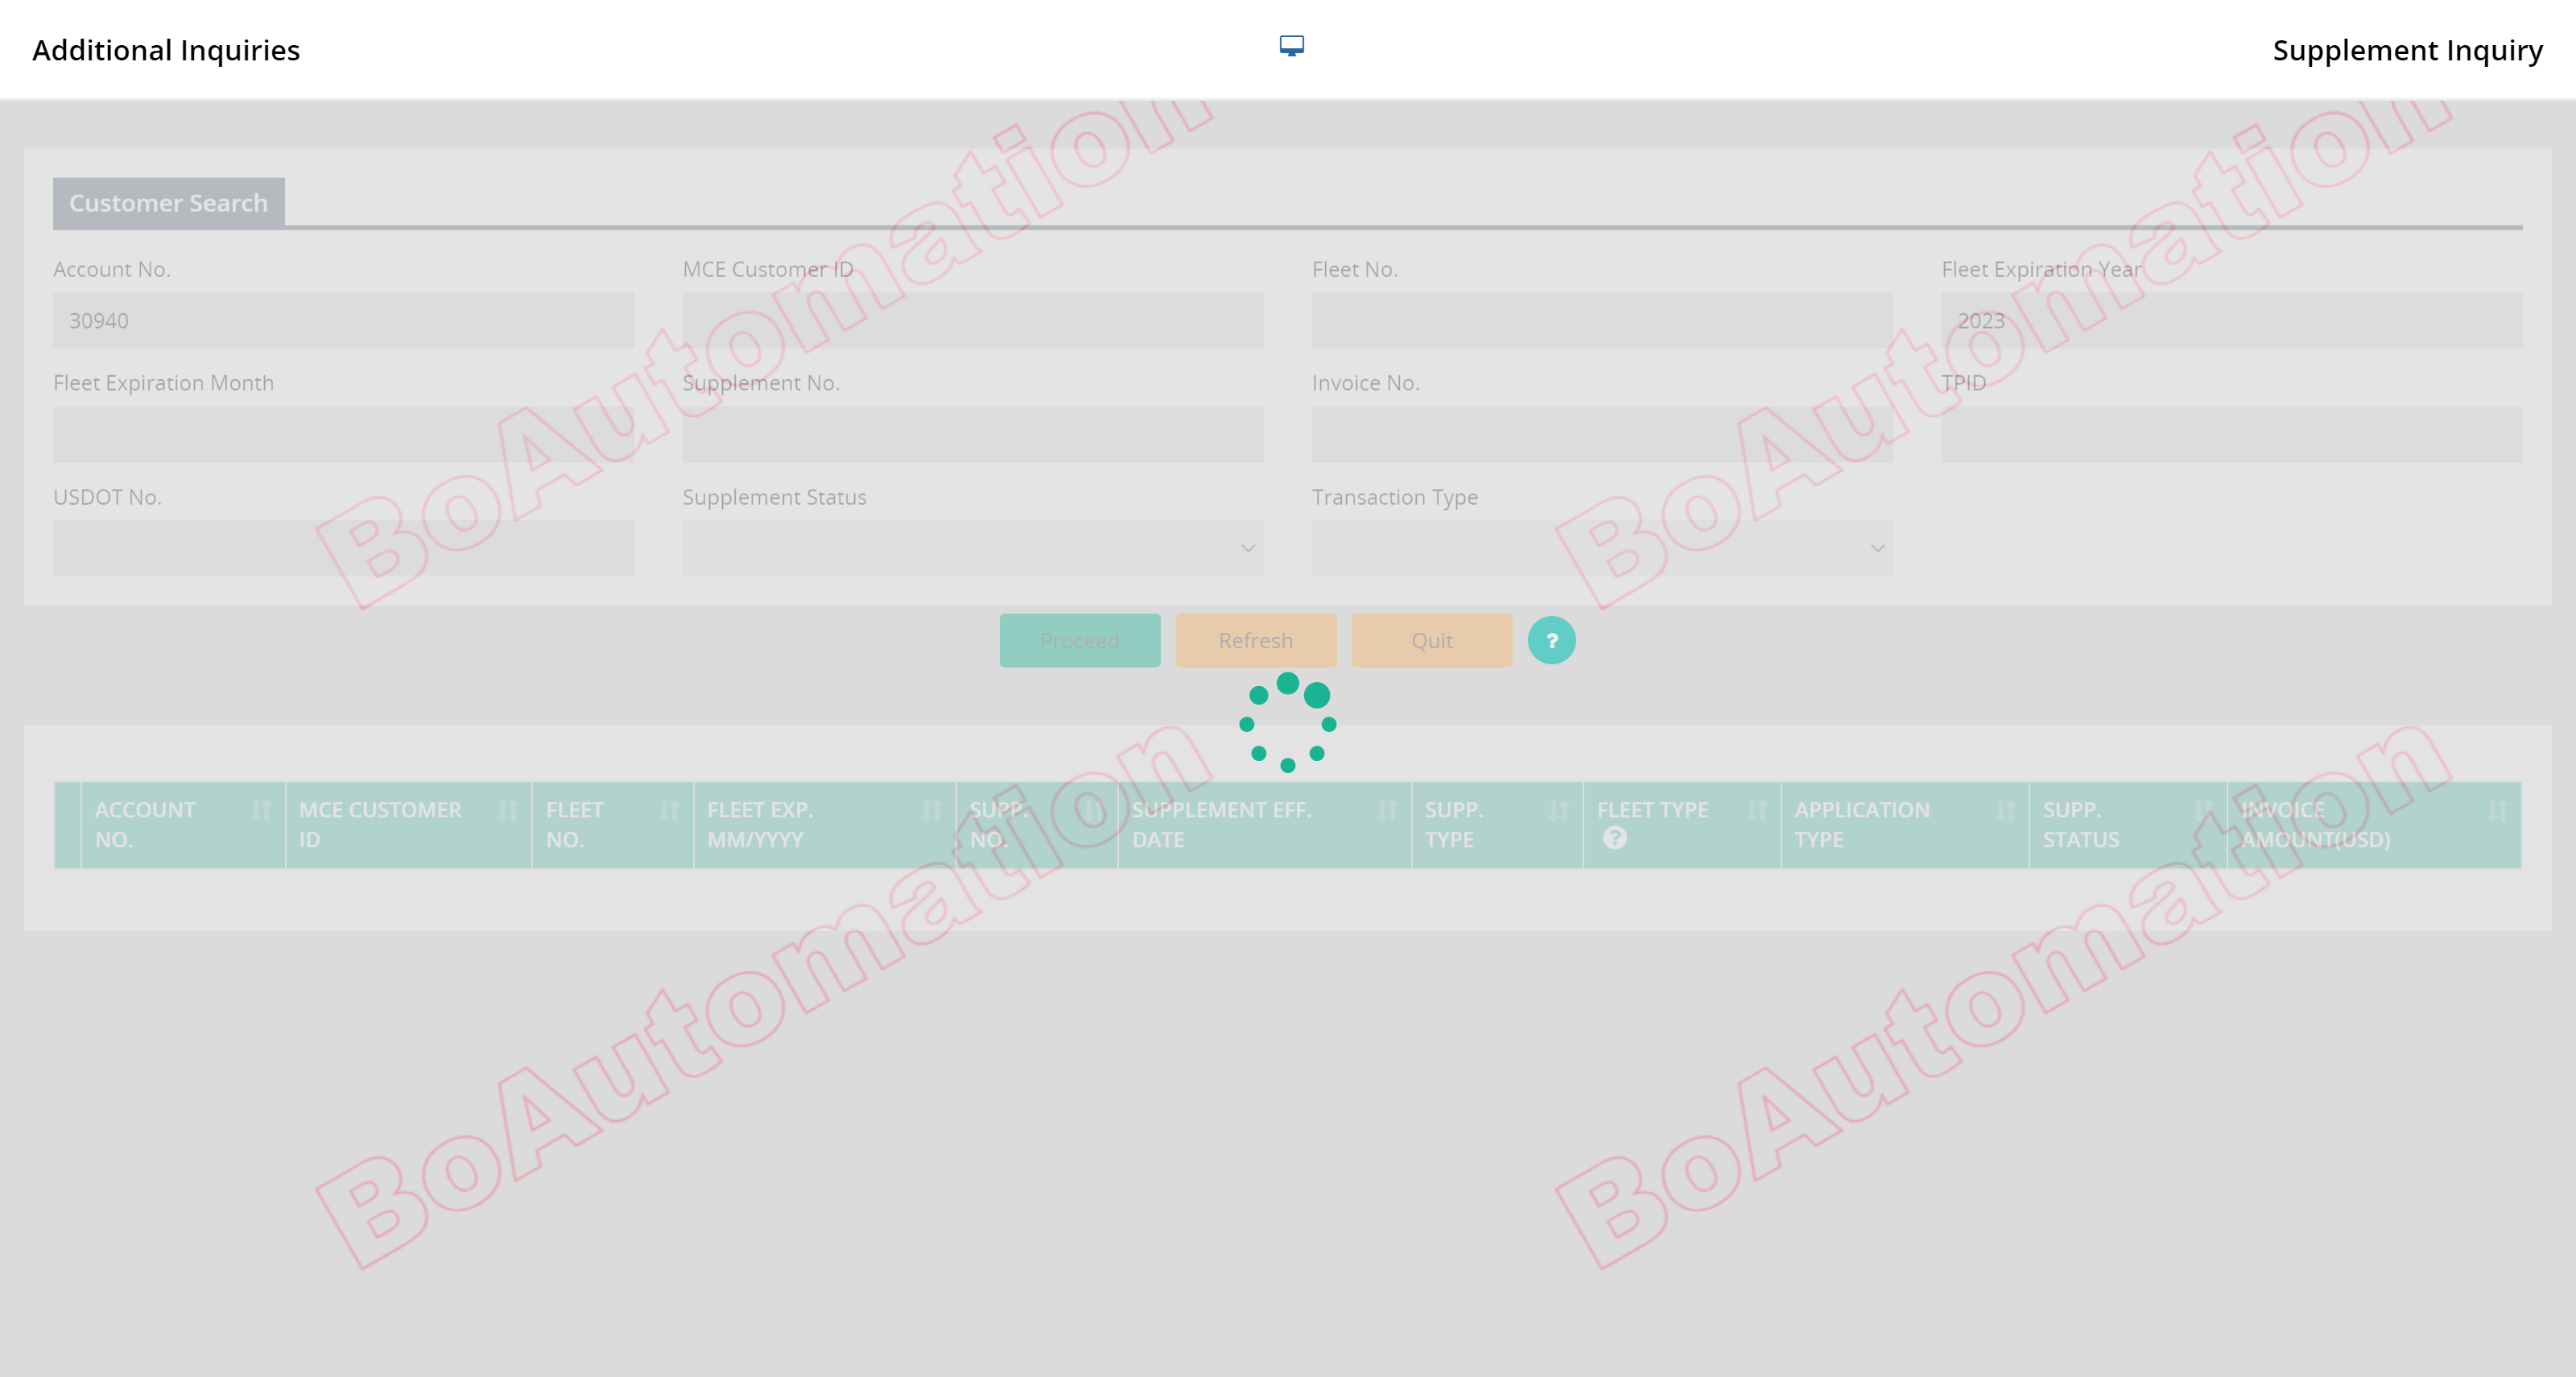 Additional Inquiries
Supplement Inquiry
Customer Search
Account No.
MCE Customer ID
Fleet No.
Fleet Expiration Year
30940
2023
Fleet Expiration Month
Supplement No.
Invoice No.
TPID
USDOT No.
Supplement Status
Transaction Type
Proceed
Refresh
Quit
?
ACCOUNT NO.
MCE CUSTOMER ID
FLEET NO.
FLEET EXP. MM/YYYY
SUPP. NO.
SUPPLEMENT EFF. DATE
SUPP. TYPE
FLEET TYPE ?
APPLICATION TYPE
SUPP. STATUS
INVOICE AMOUNT(USD)
BoAutomation
BoAutomation
BoAutomation
BoAutomation